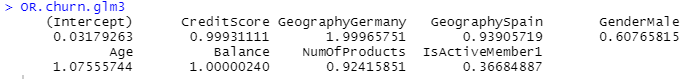 > OR.churn.glm3
(Intercept) CreditScore GeographyGermany GeographySpain GenderMale
0.03179263 0.99931111 1.99965751 0.93905719 0.60765815
Age Balance NumOfProducts IsActiveMember1
1.07555744 1.00000240 0.92415851 0.36684887